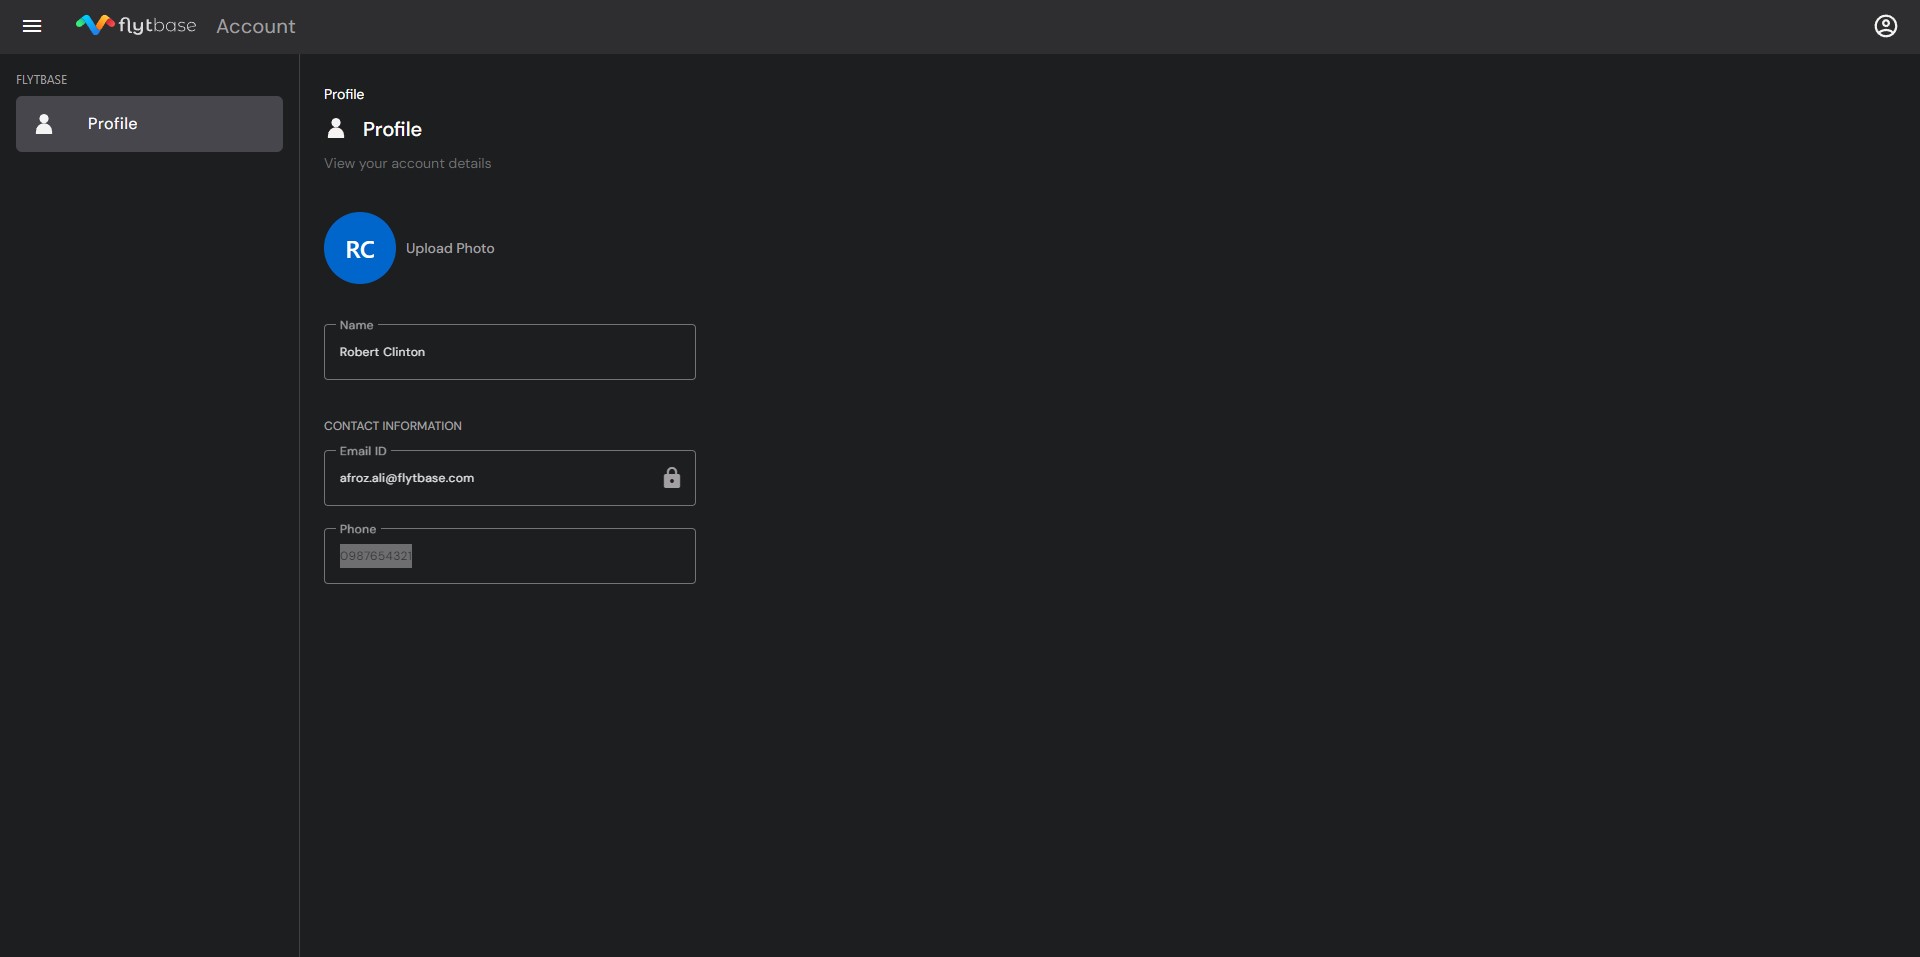 flytbase Account
FLYTBASE
Profile
Profile
Profile
View your account details
RC
Upload Photo
Name
Robert Clinton
CONTACT INFORMATION
Email ID
afroz.ali@flytbase.com
Phone
0987654321